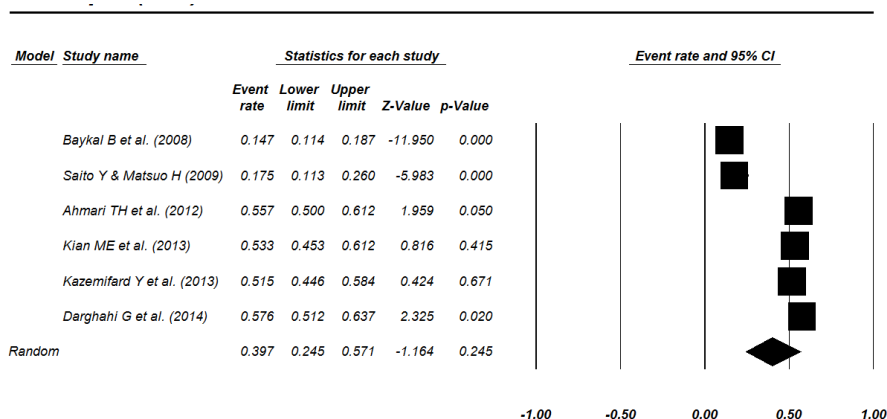 Model Study name Statistics for each study Event rate and 95% CI
Event Lower Upper
rate limit limit Z-Value p-Value
Baykal B et al. (2008) 0.147 0.114 0.187 -11.950 0.000
Saito Y & Matsuo H (2009) 0.175 0.113 0.260 -5.983 0.000
Ahmari TH et al. (2012) 0.557 0.500 0.612 1.959 0.050
Kian ME et al. (2013) 0.533 0.453 0.612 0.816 0.415
Kazemifard Y et al. (2013) 0.515 0.446 0.584 0.424 0.671
Darghahi G et al. (2014) 0.576 0.512 0.637 2.325 0.020
Random 0.397 0.245 0.571 -1.164 0.245
-1.00 -0.50 0.00 0.50 1.00